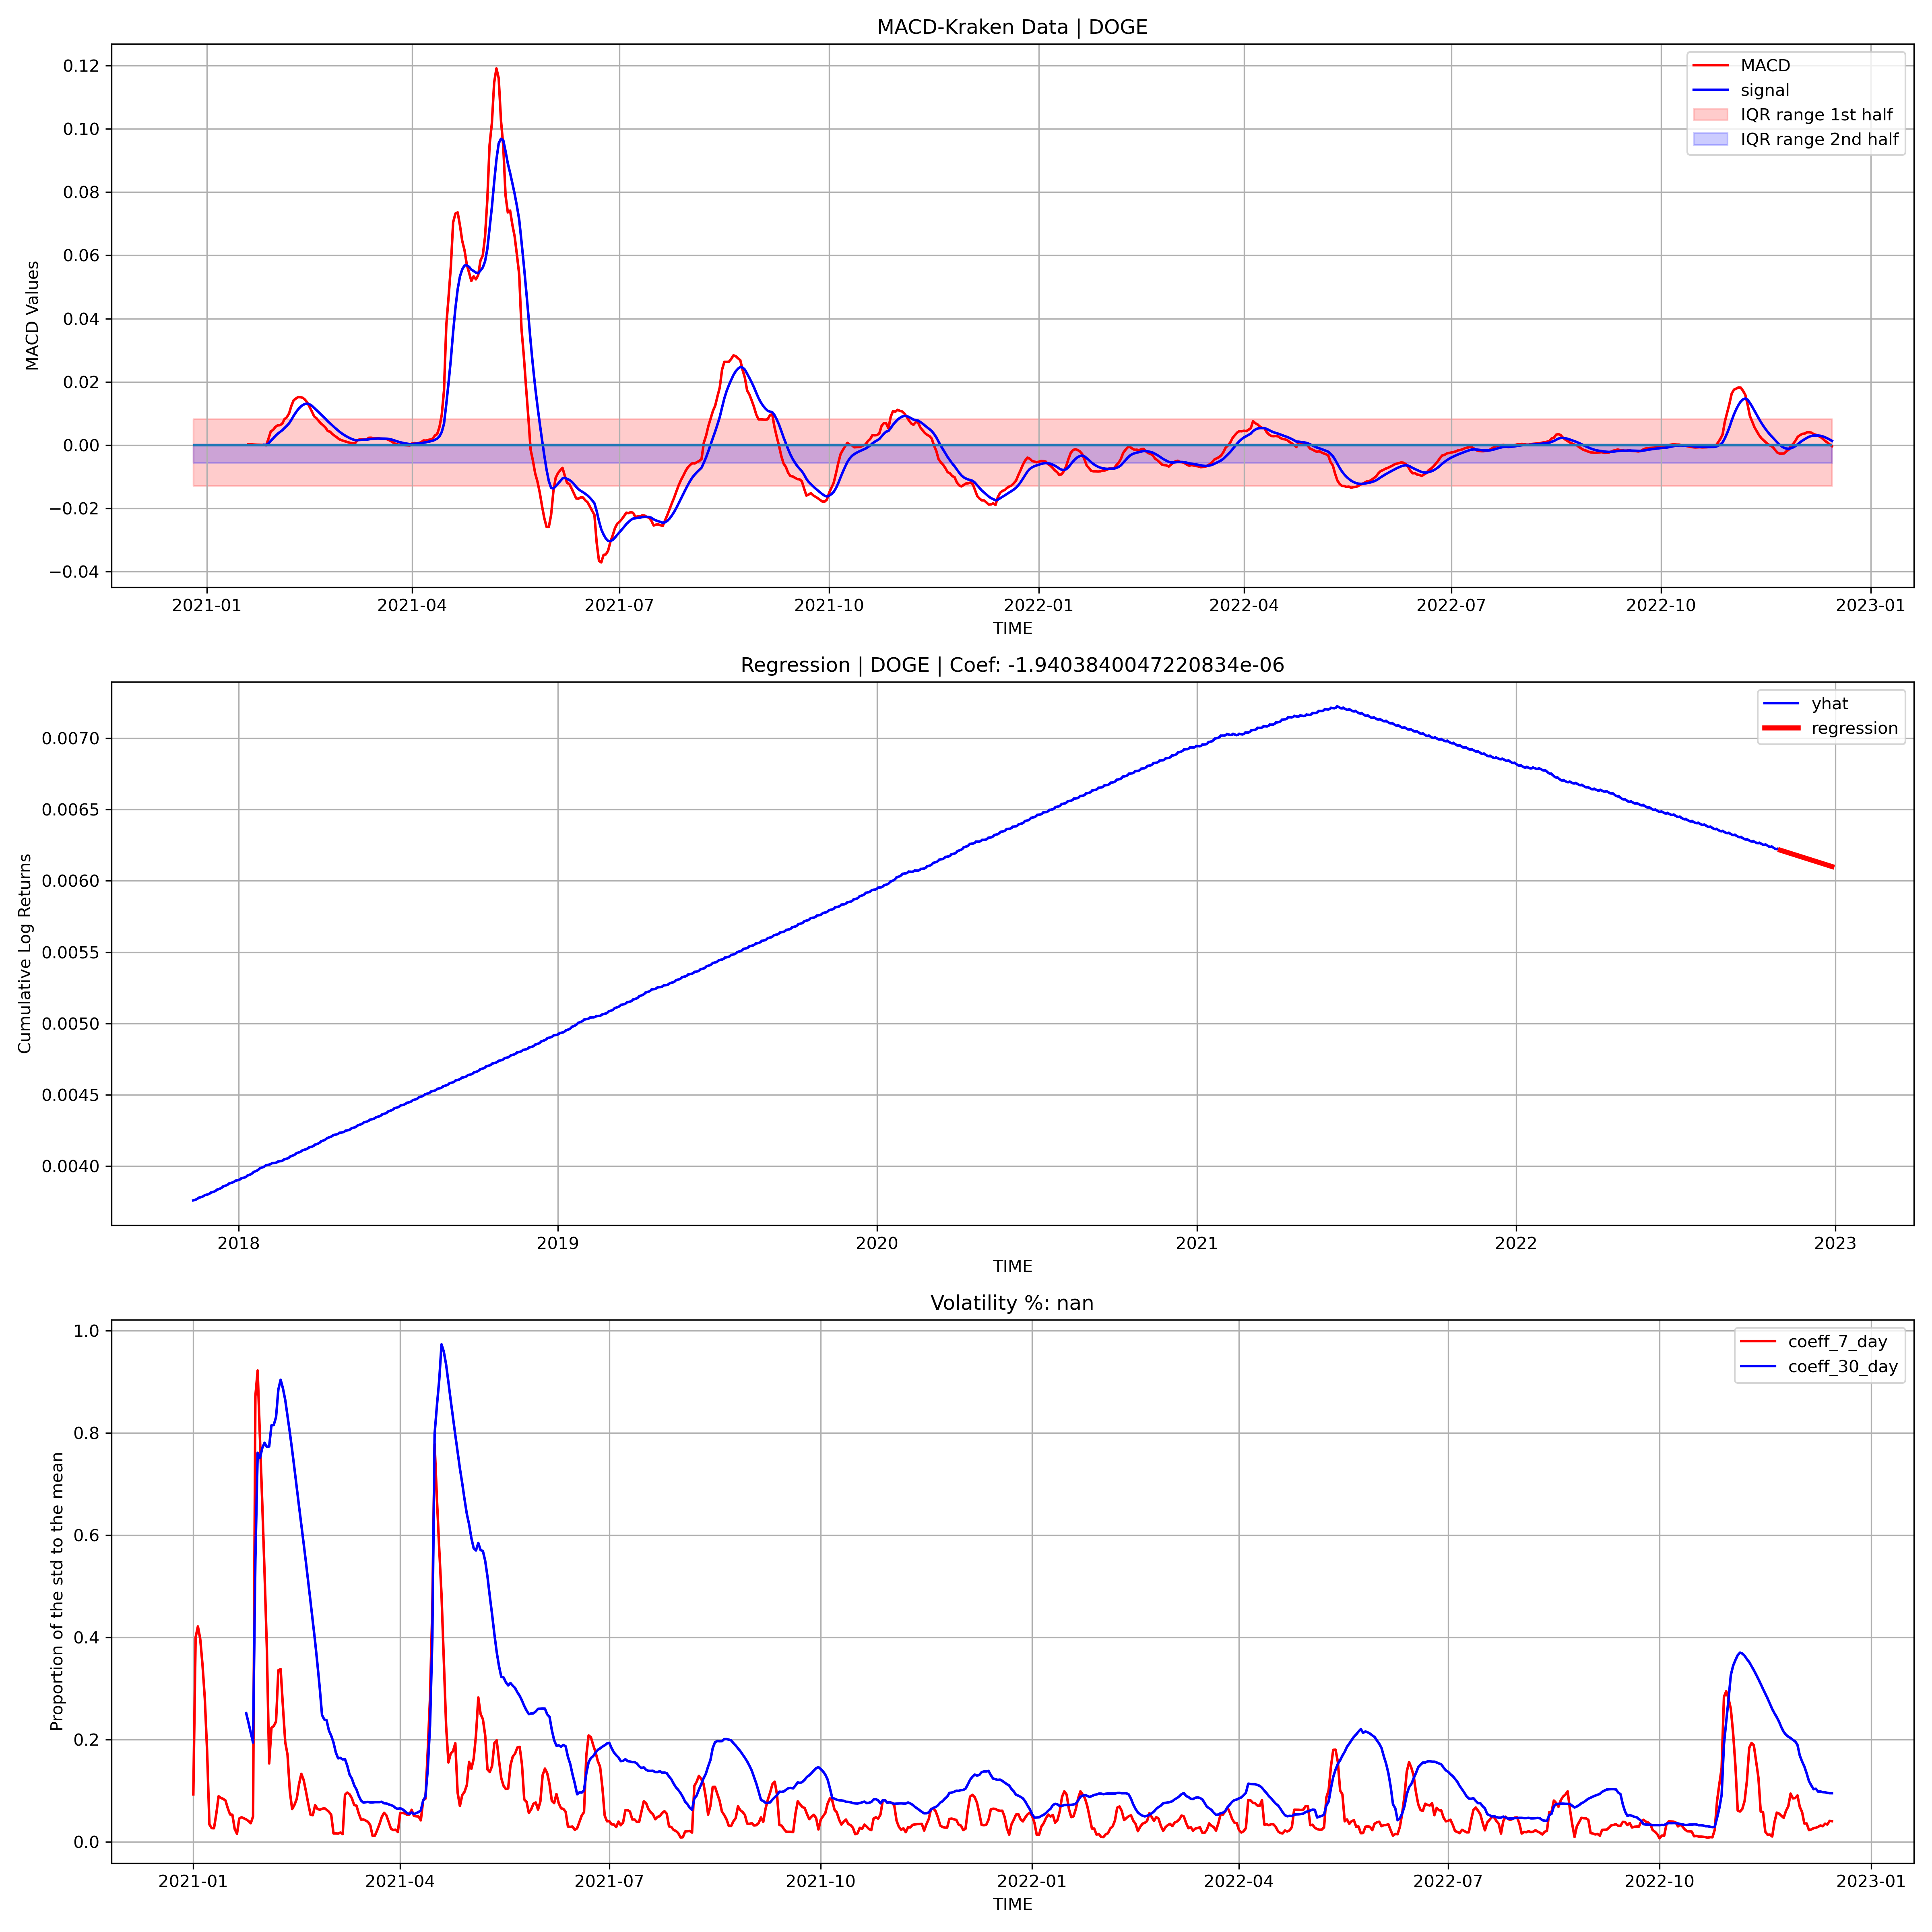 MACD-Kraken Data | DOGE
MACD Values
0.12
0.10
0.08
0.06
0.04
0.02
0.00
−0.02
−0.04
MACD
signal
IQR range 1st half
IQR range 2nd half
2021-01 2021-04 2021-07 2021-10 2022-01 2022-04 2022-07 2022-10 2023-01
TIME
Regression | DOGE | Coef: -1.9403840047220834e-06
Cumulative Log Returns
0.0070
0.0065
0.0060
0.0055
0.0050
0.0045
0.0040
yhat
regression
2018 2019 2020 2021 2022 2023
TIME
Volatility %: nan
Proportion of the std to the mean
1.0
0.8
0.6
0.4
0.2
0.0
coeff_7_day
coeff_30_day
2021-01 2021-04 2021-07 2021-10 2022-01 2022-04 2022-07 2022-10 2023-01
TIME